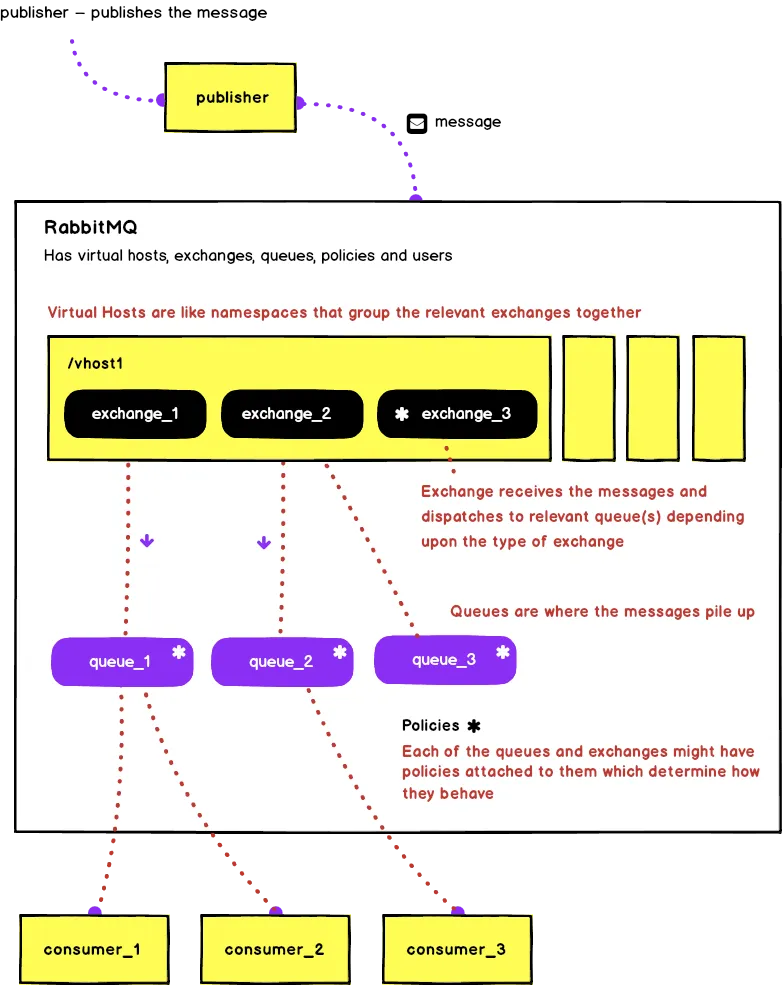 publisher – publishes the message
publisher
message
RabbitMQ
Has virtual hosts, exchanges, queues, policies and users
Virtual Hosts are like namespaces that group the relevant exchanges together
/vhost1
exchange_1
exchange_2
* exchange_3
Exchange receives the messages and
dispatches to relevant queue(s) depending
upon the type of exchange
Queues are where the messages pile up
queue_1 *
queue_2 *
queue_3 *
Policies *
Each of the queues and exchanges might have
policies attached to them which determine how
they behave
consumer_1
consumer_2
consumer_3